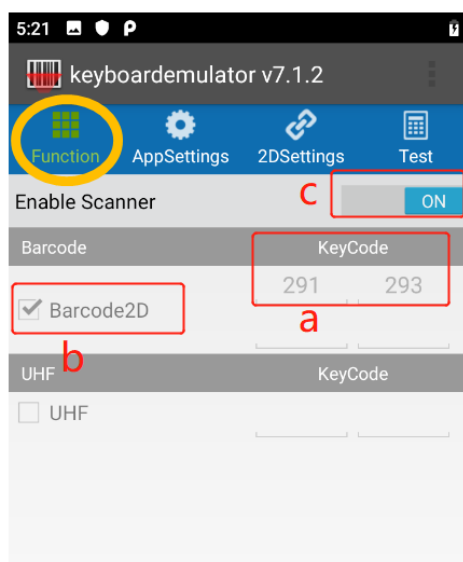 5:21
keyboardemulator v7.1.2
Function AppSettings 2DSettings Test
Enable Scanner c ON
Barcode KeyCode
291 293
Barcode2D a
b
UHF KeyCode
UHF